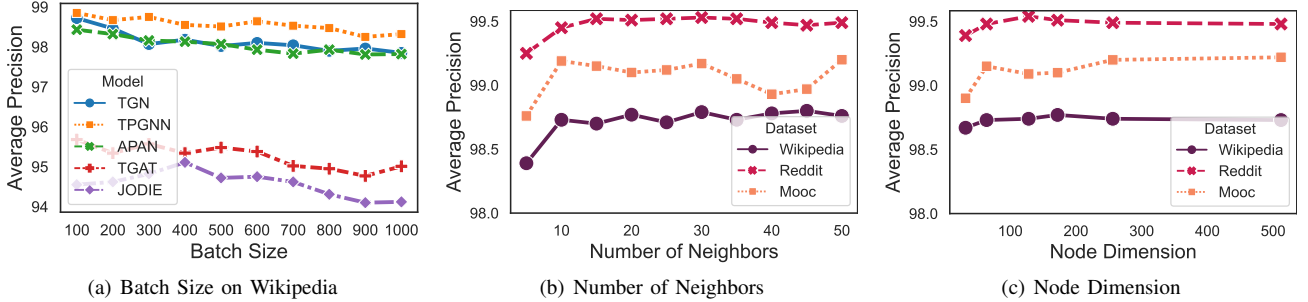 99
98
97
96
95
94
Average Precision
Model
TGN
TPGNN
APAN
TGAT
JODIE
100 200 300 400 500 600 700 800 900 1000
Batch Size
(a) Batch Size on Wikipedia
99.5
99.0
98.5
98.0
Average Precision
Dataset
Wikipedia
Reddit
Mooc
10 20 30 40 50
Number of Neighbors
(b) Number of Neighbors
99.5
99.0
98.5
98.0
Average Precision
Dataset
Wikipedia
Reddit
Mooc
100 200 300 400 500
Node Dimension
(c) Node Dimension